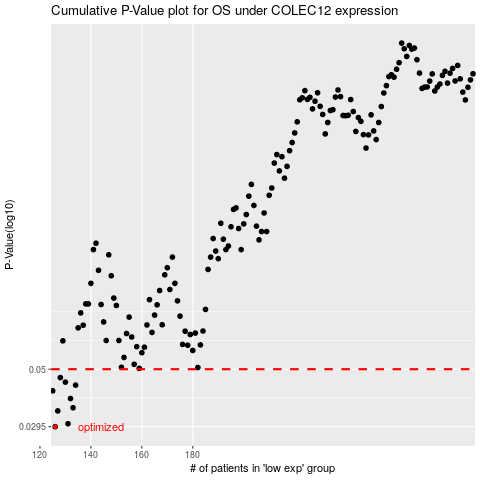 Cumulative P-Value plot for OS under COLEC12 expression
P-Value(log10)
0.05
0.0295
optimized
120 140 160 180
# of patients in 'low exp' group